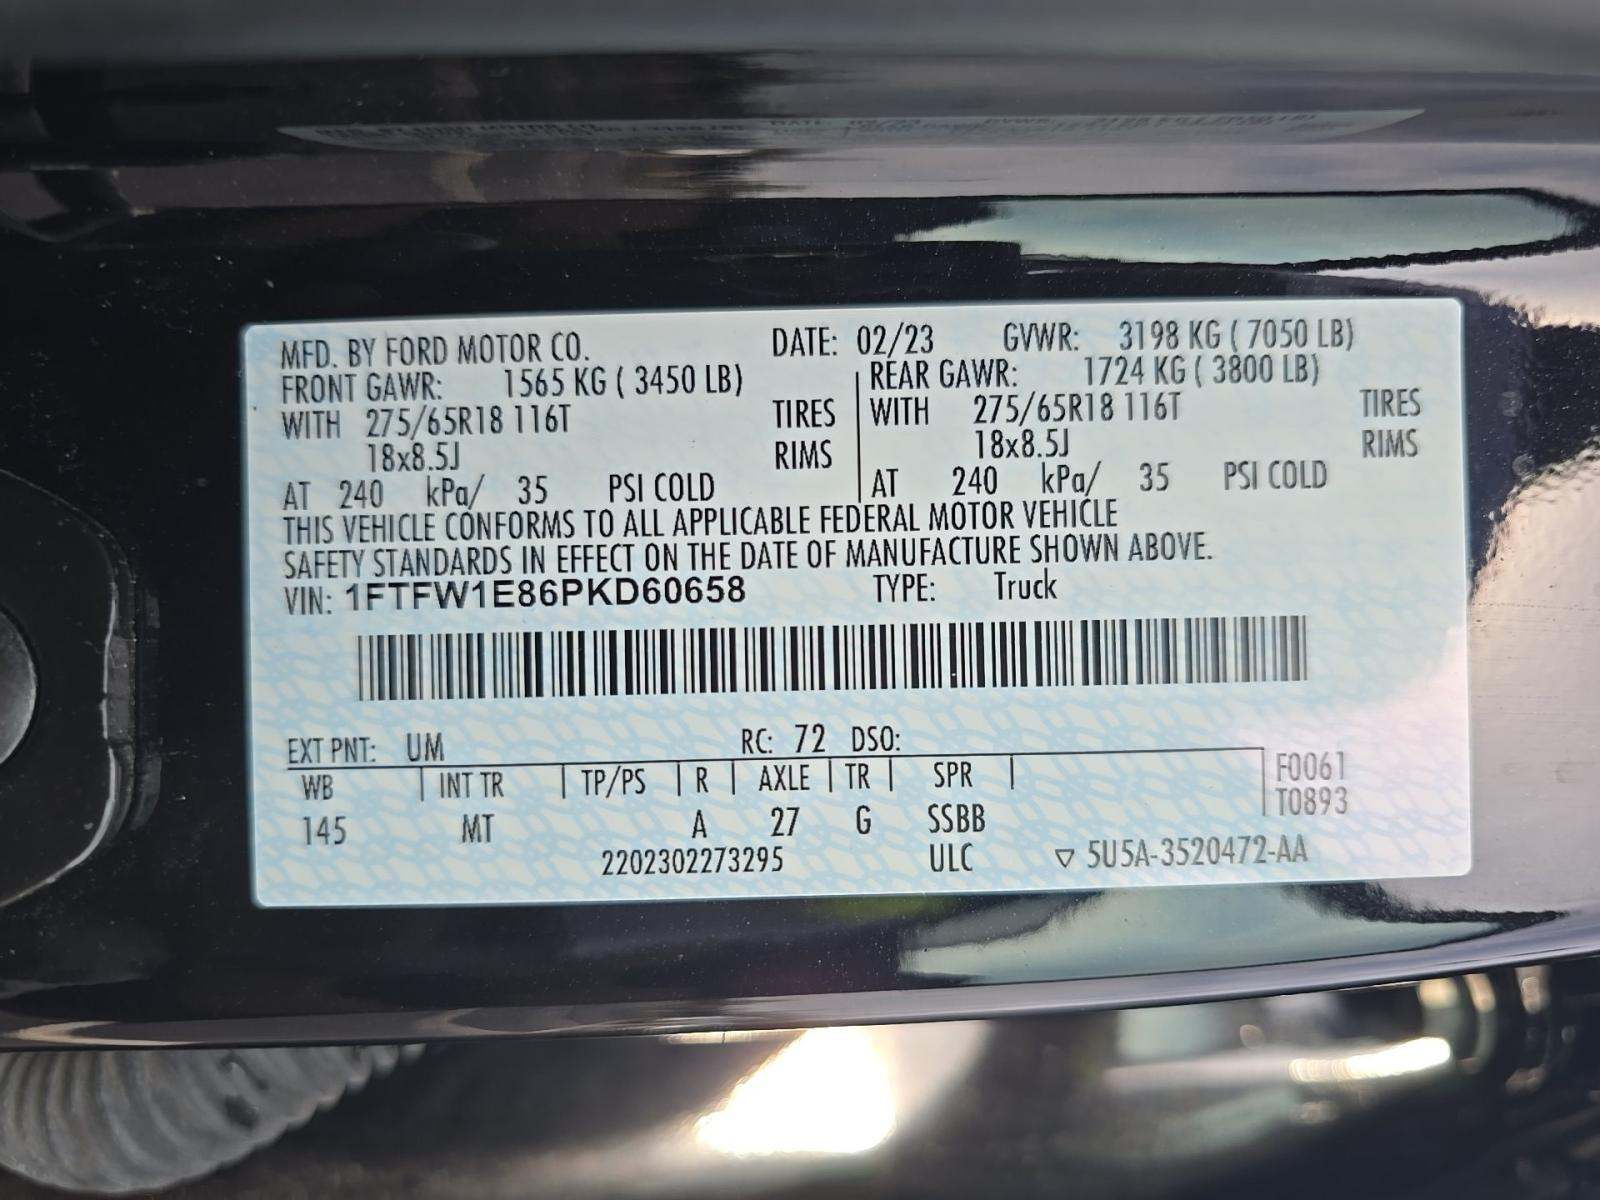 MFD. BY FORD MOTOR CO. DATE: 02/23 GVWR: 3198 KG ( 7050 LB)
FRONT GAWR: 1565 KG ( 3450 LB) REAR GAWR: 1724 KG ( 3800 LB)
WITH 275/65R18 116T TIRES WITH 275/65R18 116T TIRES
18x8.5J RIMS 18x8.5J RIMS
AT 240 kPa/ 35 PSI COLD AT 240 kPa/ 35 PSI COLD
THIS VEHICLE CONFORMS TO ALL APPLICABLE FEDERAL MOTOR VEHICLE
SAFETY STANDARDS IN EFFECT ON THE DATE OF MANUFACTURE SHOWN ABOVE.
VIN: 1FTFW1E86PKD60658 TYPE: Truck
EXT PNT: UM RC: 72 DSO:
WB INT TR TP/PS R AXLE TR SPR F0061
T0893
145 MT A 27 G SSBB
2202302273295 ULC ▽ 5U5A-3520472-AA